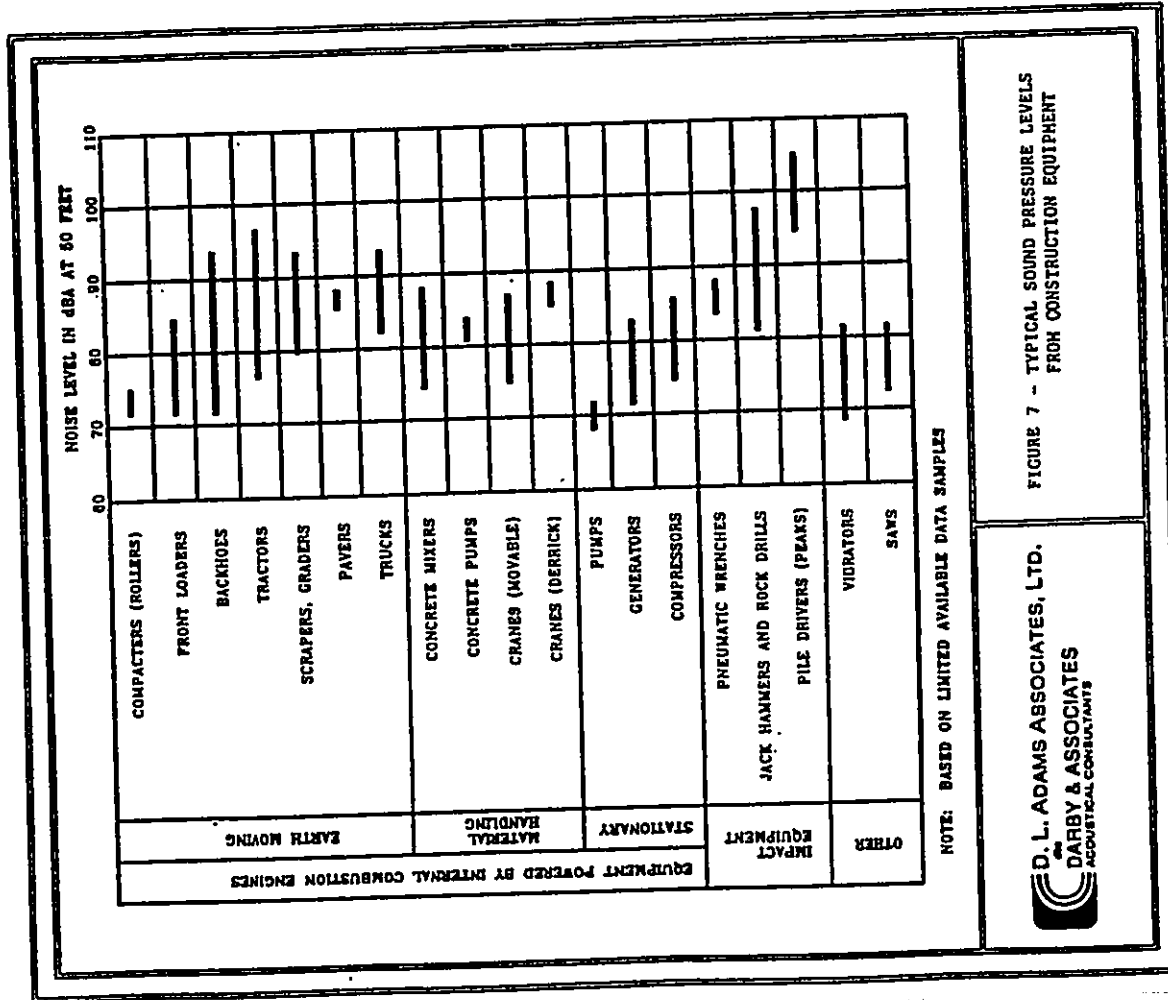 NOISE LEVEL IN dBA AT 50 FEET
60 70 80 90 100 110
EQUIPMENT POWERED BY INTERNAL COMBUSTION ENGINES
EARTH MOVING
COMPACTERS (ROLLERS)
FRONT LOADERS
BACKHOES
TRACTORS
SCRAPERS, GRADERS
PAVERS
TRUCKS
MATERIAL
HANDLING
CONCRETE MIXERS
CONCRETE PUMPS
CRANES (MOVABLE)
CRANES (DERRICK)
STATIONARY
PUMPS
GENERATORS
COMPRESSORS
IMPACT
EQUIPMENT
PNEUMATIC WRENCHES
JACK HAMMERS AND ROCK DRILLS
PILE DRIVERS (PEAKS)
OTHER
VIBRATORS
SAWS
NOTE: BASED ON LIMITED AVAILABLE DATA SAMPLES
D. L. ADAMS ASSOCIATES, LTD.
dba
DARBY & ASSOCIATES
ACOUSTICAL CONSULTANTS
FIGURE 7 - TYPICAL SOUND PRESSURE LEVELS
FROM CONSTRUCTION EQUIPMENT